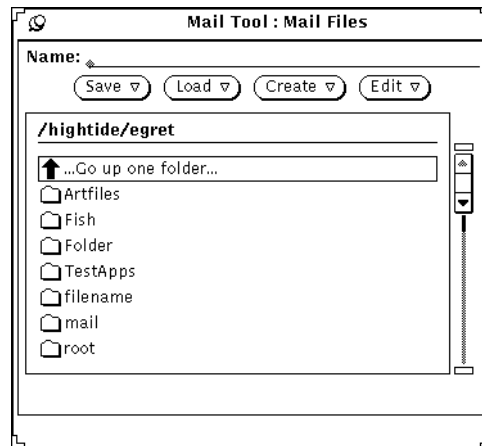 Mail Tool : Mail Files
Name:
Save Load Create Edit
/hightide/egret
...Go up one folder...
Artfiles
Fish
Folder
TestApps
filename
mail
root